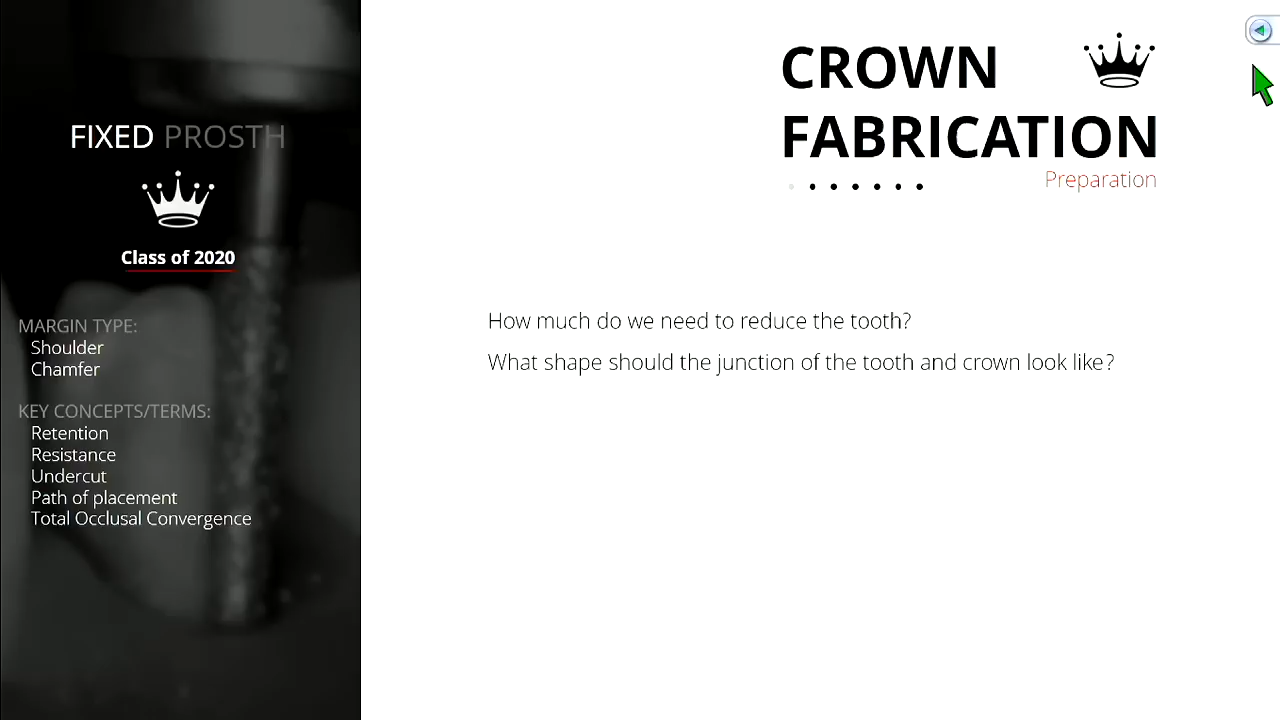 FIXED PROSTH
Class of 2020
MARGIN TYPE:
Shoulder
Chamfer
KEY CONCEPTS/TERMS:
Retention
Resistance
Undercut
Path of placement
Total Occlusal Convergence
CROWN
FABRICATION
Preparation
How much do we need to reduce the tooth?
What shape should the junction of the tooth and crown look like?